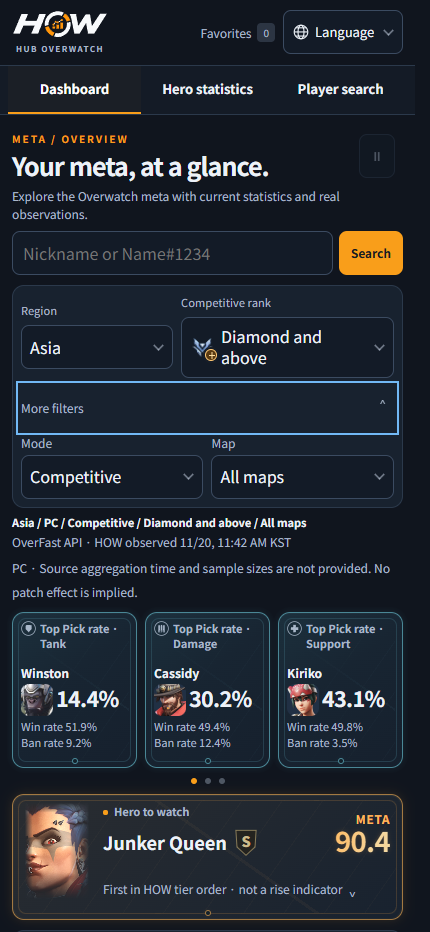 HOW
HUB OVERWATCH
Favorites 0
Language
Dashboard
Hero statistics
Player search
META / OVERVIEW
Your meta, at a glance.
Explore the Overwatch meta with current statistics and real
observations.
Nickname or Name#1234
Search
Region
Asia
Competitive rank
Diamond and
above
More filters
Mode
Competitive
Map
All maps
Asia / PC / Competitive / Diamond and above / All maps
OverFast API · HOW observed 11/20, 11:42 AM KST
PC · Source aggregation time and sample sizes are not provided. No
patch effect is implied.
Top Pick rate ·
Tank
Winston
14.4%
Win rate 51.9%
Ban rate 9.2%
Top Pick rate ·
Damage
Cassidy
30.2%
Win rate 49.4%
Ban rate 12.4%
Top Pick rate ·
Support
Kiriko
43.1%
Win rate 49.8%
Ban rate 3.5%
Hero to watch
Junker Queen S
META
90.4
First in HOW tier order · not a rise indicator